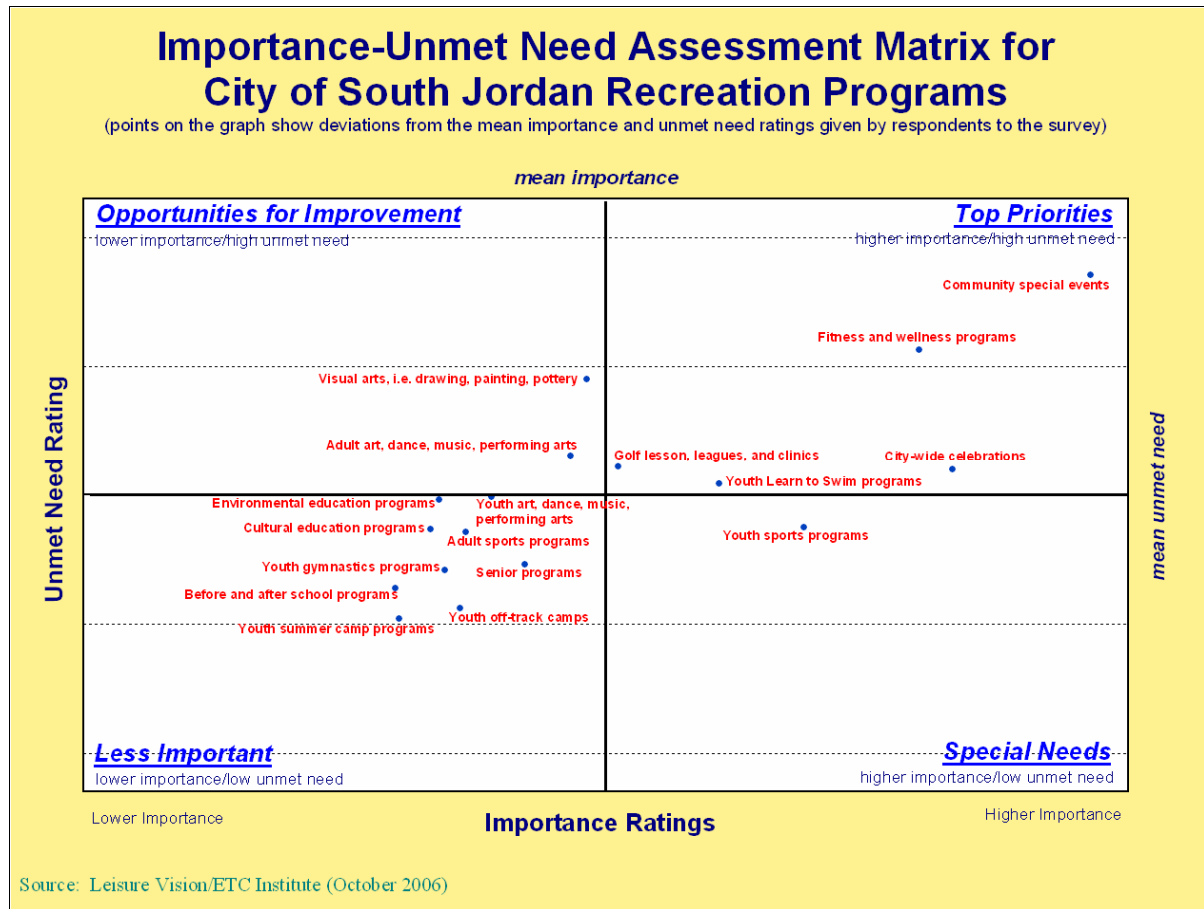 Importance-Unmet Need Assessment Matrix for
City of South Jordan Recreation Programs
(points on the graph show deviations from the mean importance and unmet need ratings given by respondents to the survey)
mean importance
Opportunities for Improvement
lower importance/high unmet need
Top Priorities
higher importance/high unmet need
Community special events
Fitness and wellness programs
Visual arts, i.e. drawing, painting, pottery
Adult art, dance, music, performing arts
Golf lesson, leagues, and clinics
City-wide celebrations
Youth Learn to Swim programs
Environmental education programs
Youth art, dance, music,
performing arts
Cultural education programs
Adult sports programs
Youth sports programs
Youth gymnastics programs
Senior programs
Before and after school programs
Youth off-track camps
Youth summer camp programs
Unmet Need Rating
mean unmet need
Less Important
lower importance/low unmet need
Special Needs
higher importance/low unmet need
Lower Importance
Importance Ratings
Higher Importance
Source: Leisure Vision/ETC Institute (October 2006)